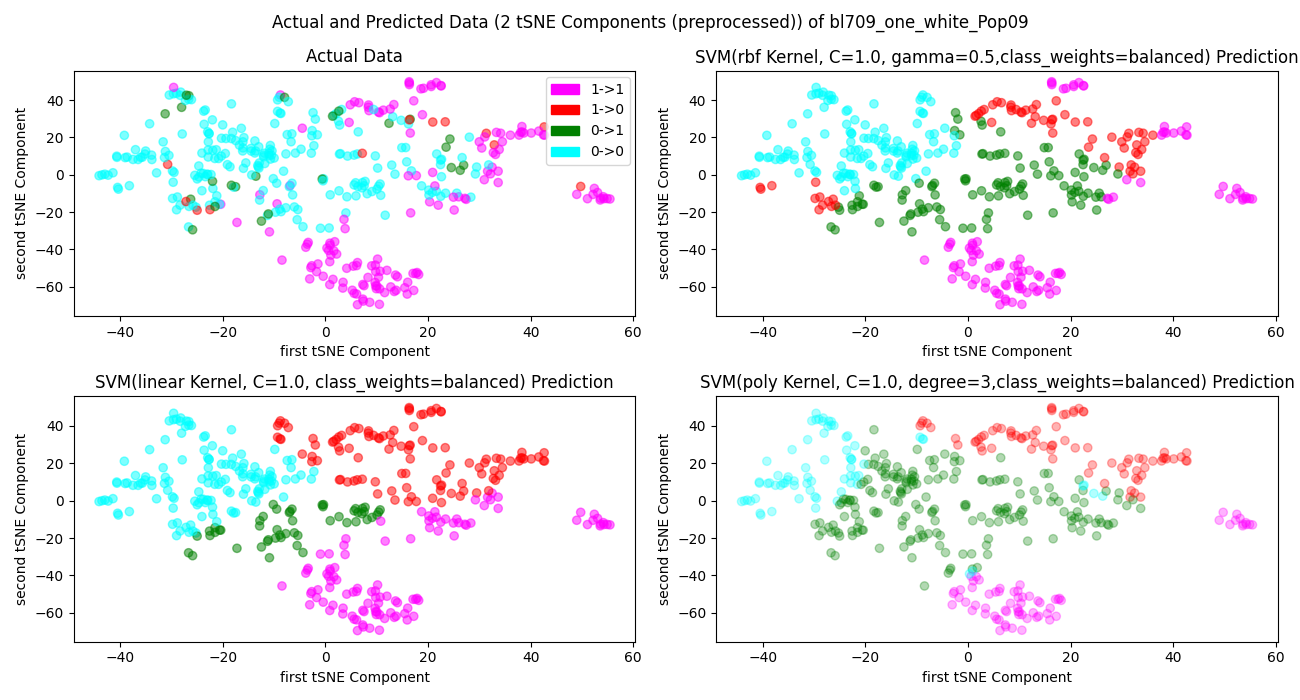 Actual and Predicted Data (2 tSNE Components (preprocessed)) of bl709_one_white_Pop09
Actual Data
second tSNE Component
40
20
0
−20
−40
−60
1->1
1->0
0->1
0->0
−40 −20 0 20 40 60
first tSNE Component
SVM(rbf Kernel, C=1.0, gamma=0.5,class_weights=balanced) Prediction
second tSNE Component
40
20
0
−20
−40
−60
−40 −20 0 20 40 60
first tSNE Component
SVM(linear Kernel, C=1.0, class_weights=balanced) Prediction
second tSNE Component
40
20
0
−20
−40
−60
−40 −20 0 20 40 60
first tSNE Component
SVM(poly Kernel, C=1.0, degree=3,class_weights=balanced) Prediction
second tSNE Component
40
20
0
−20
−40
−60
−40 −20 0 20 40 60
first tSNE Component